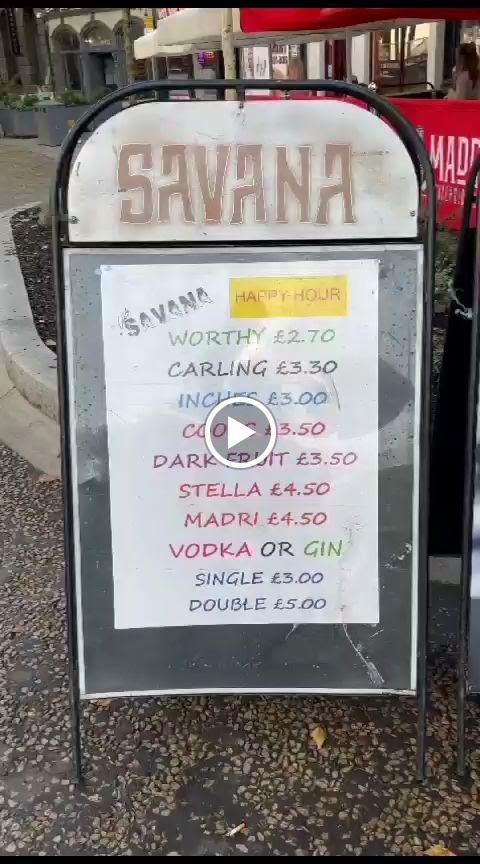 SAVANA
SAVANA
HAPPY HOUR
WORTHY £2.70
CARLING £3.30
INCHES £3.00
£3.50
DARK FRUIT £3.50
STELLA £4.50
MADRI £4.50
VODKA OR GIN
SINGLE £3.00
DOUBLE £5.00
MADR